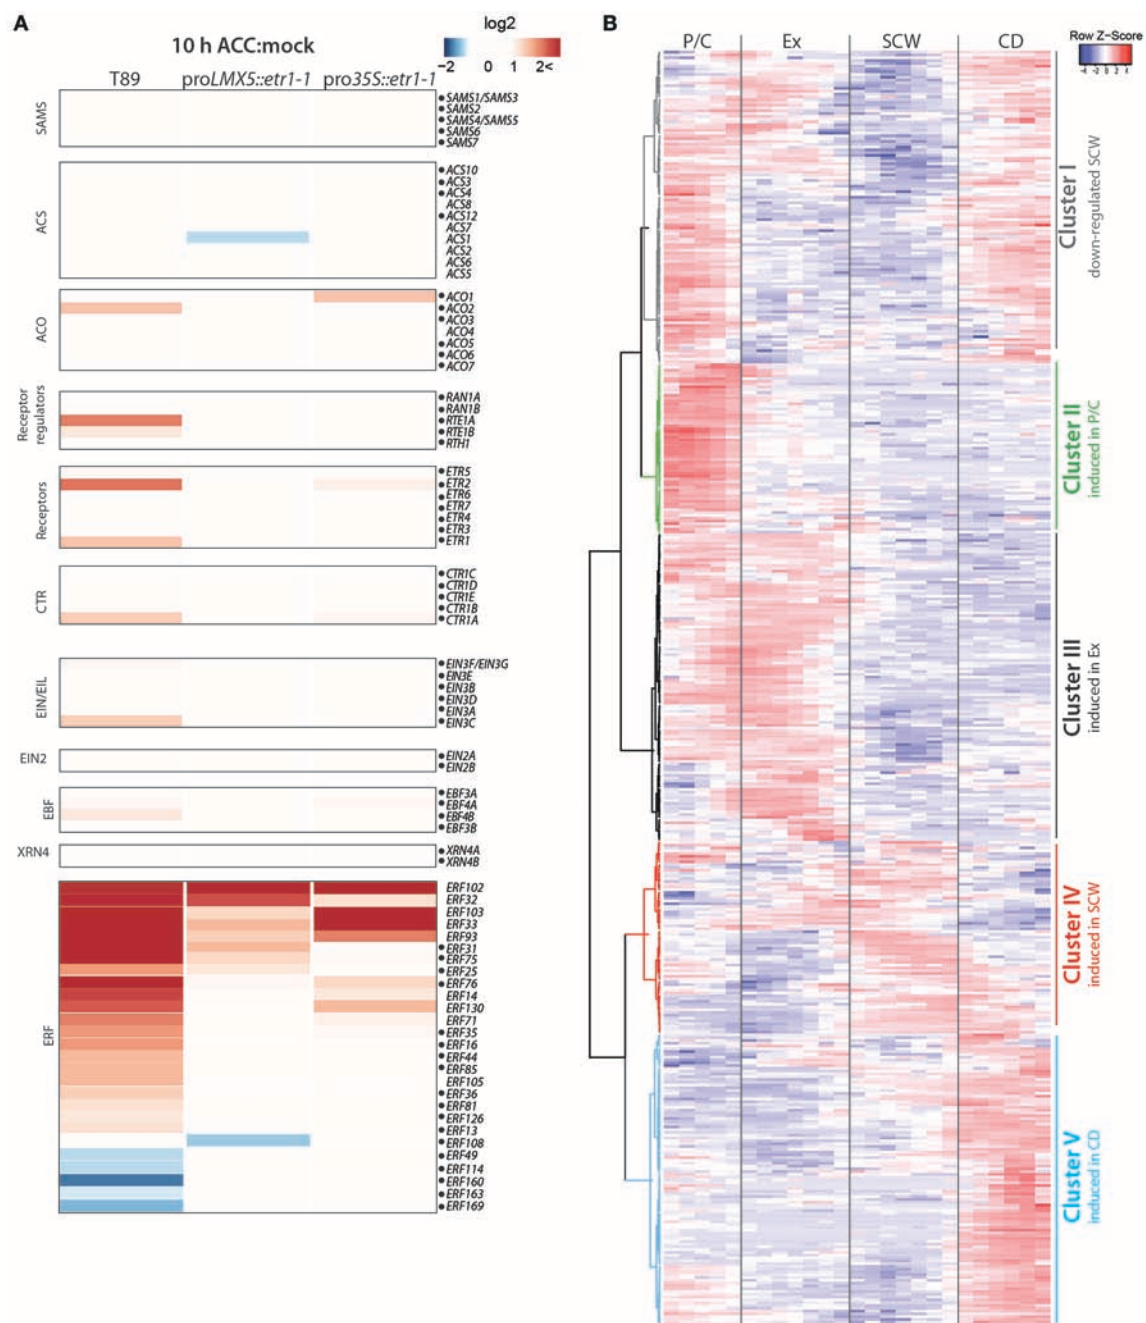 A
log2
10 h ACC:mock
−2 0 1 2<
T89 proLMX5::etr1-1 pro35S::etr1-1
SAMS
SAMS1/SAMS3
SAMS2
SAMS4/SAMS5
SAMS6
SAMS7
ACS
ACS10
ACS3
ACS4
ACS8
ACS12
ACS7
ACS1
ACS2
ACS6
ACS5
ACO
ACO1
ACO2
ACO3
ACO4
ACO5
ACO6
ACO7
Receptor
regulators
RAN1A
RAN1B
RTE1A
RTE1B
RTH1
Receptors
ETR5
ETR2
ETR6
ETR7
ETR4
ETR3
ETR1
CTR
CTR1C
CTR1D
CTR1E
CTR1B
CTR1A
EIN/EIL
EIN3F/EIN3G
EIN3E
EIN3B
EIN3D
EIN3A
EIN3C
EIN2
EIN2A
EIN2B
EBF
EBF3A
EBF4A
EBF4B
EBF3B
XRN4
XRN4A
XRN4B
ERF
ERF102
ERF32
ERF103
ERF33
ERF93
ERF31
ERF75
ERF25
ERF76
ERF14
ERF130
ERF71
ERF35
ERF16
ERF44
ERF85
ERF105
ERF36
ERF81
ERF126
ERF13
ERF108
ERF49
ERF114
ERF160
ERF163
ERF169
B
P/C Ex SCW CD
Row Z-Score
-4 -2 0 2 4
Cluster I
down-regulated SCW
Cluster II
induced in P/C
Cluster III
induced in Ex
Cluster IV
induced in SCW
Cluster V
induced in CD